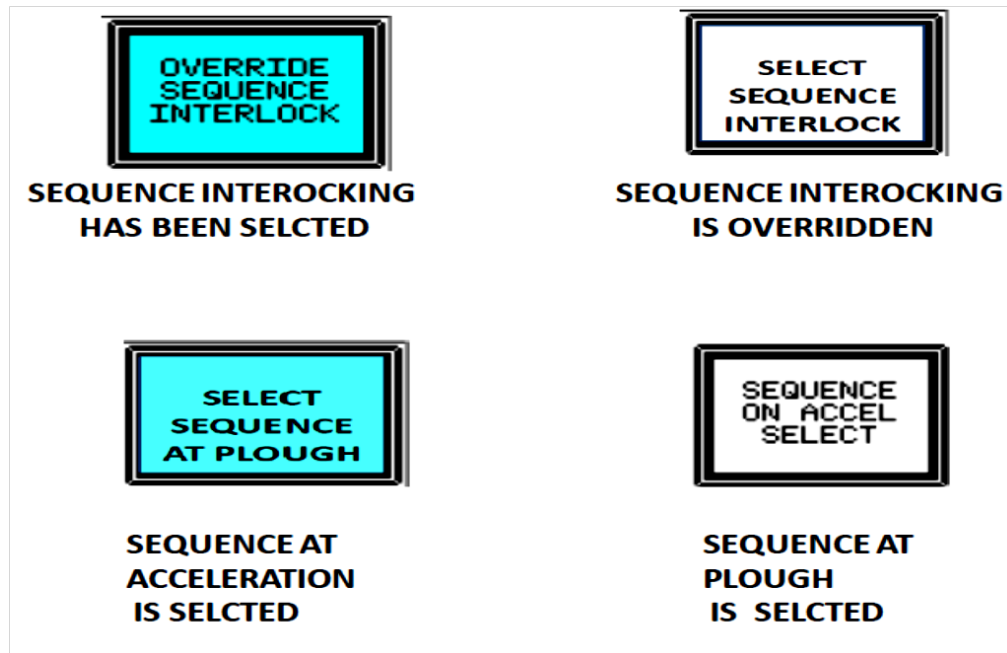 OVERRIDE
SEQUENCE
INTERLOCK
SEQUENCE INTEROCKING
HAS BEEN SELCTED
SELECT
SEQUENCE
INTERLOCK
SEQUENCE INTEROCKING
IS OVERRIDDEN
SELECT
SEQUENCE
AT PLOUGH
SEQUENCE AT
ACCELERATION
IS SELCTED
SEQUENCE
ON ACCEL
SELECT
SEQUENCE AT
PLOUGH
IS SELCTED